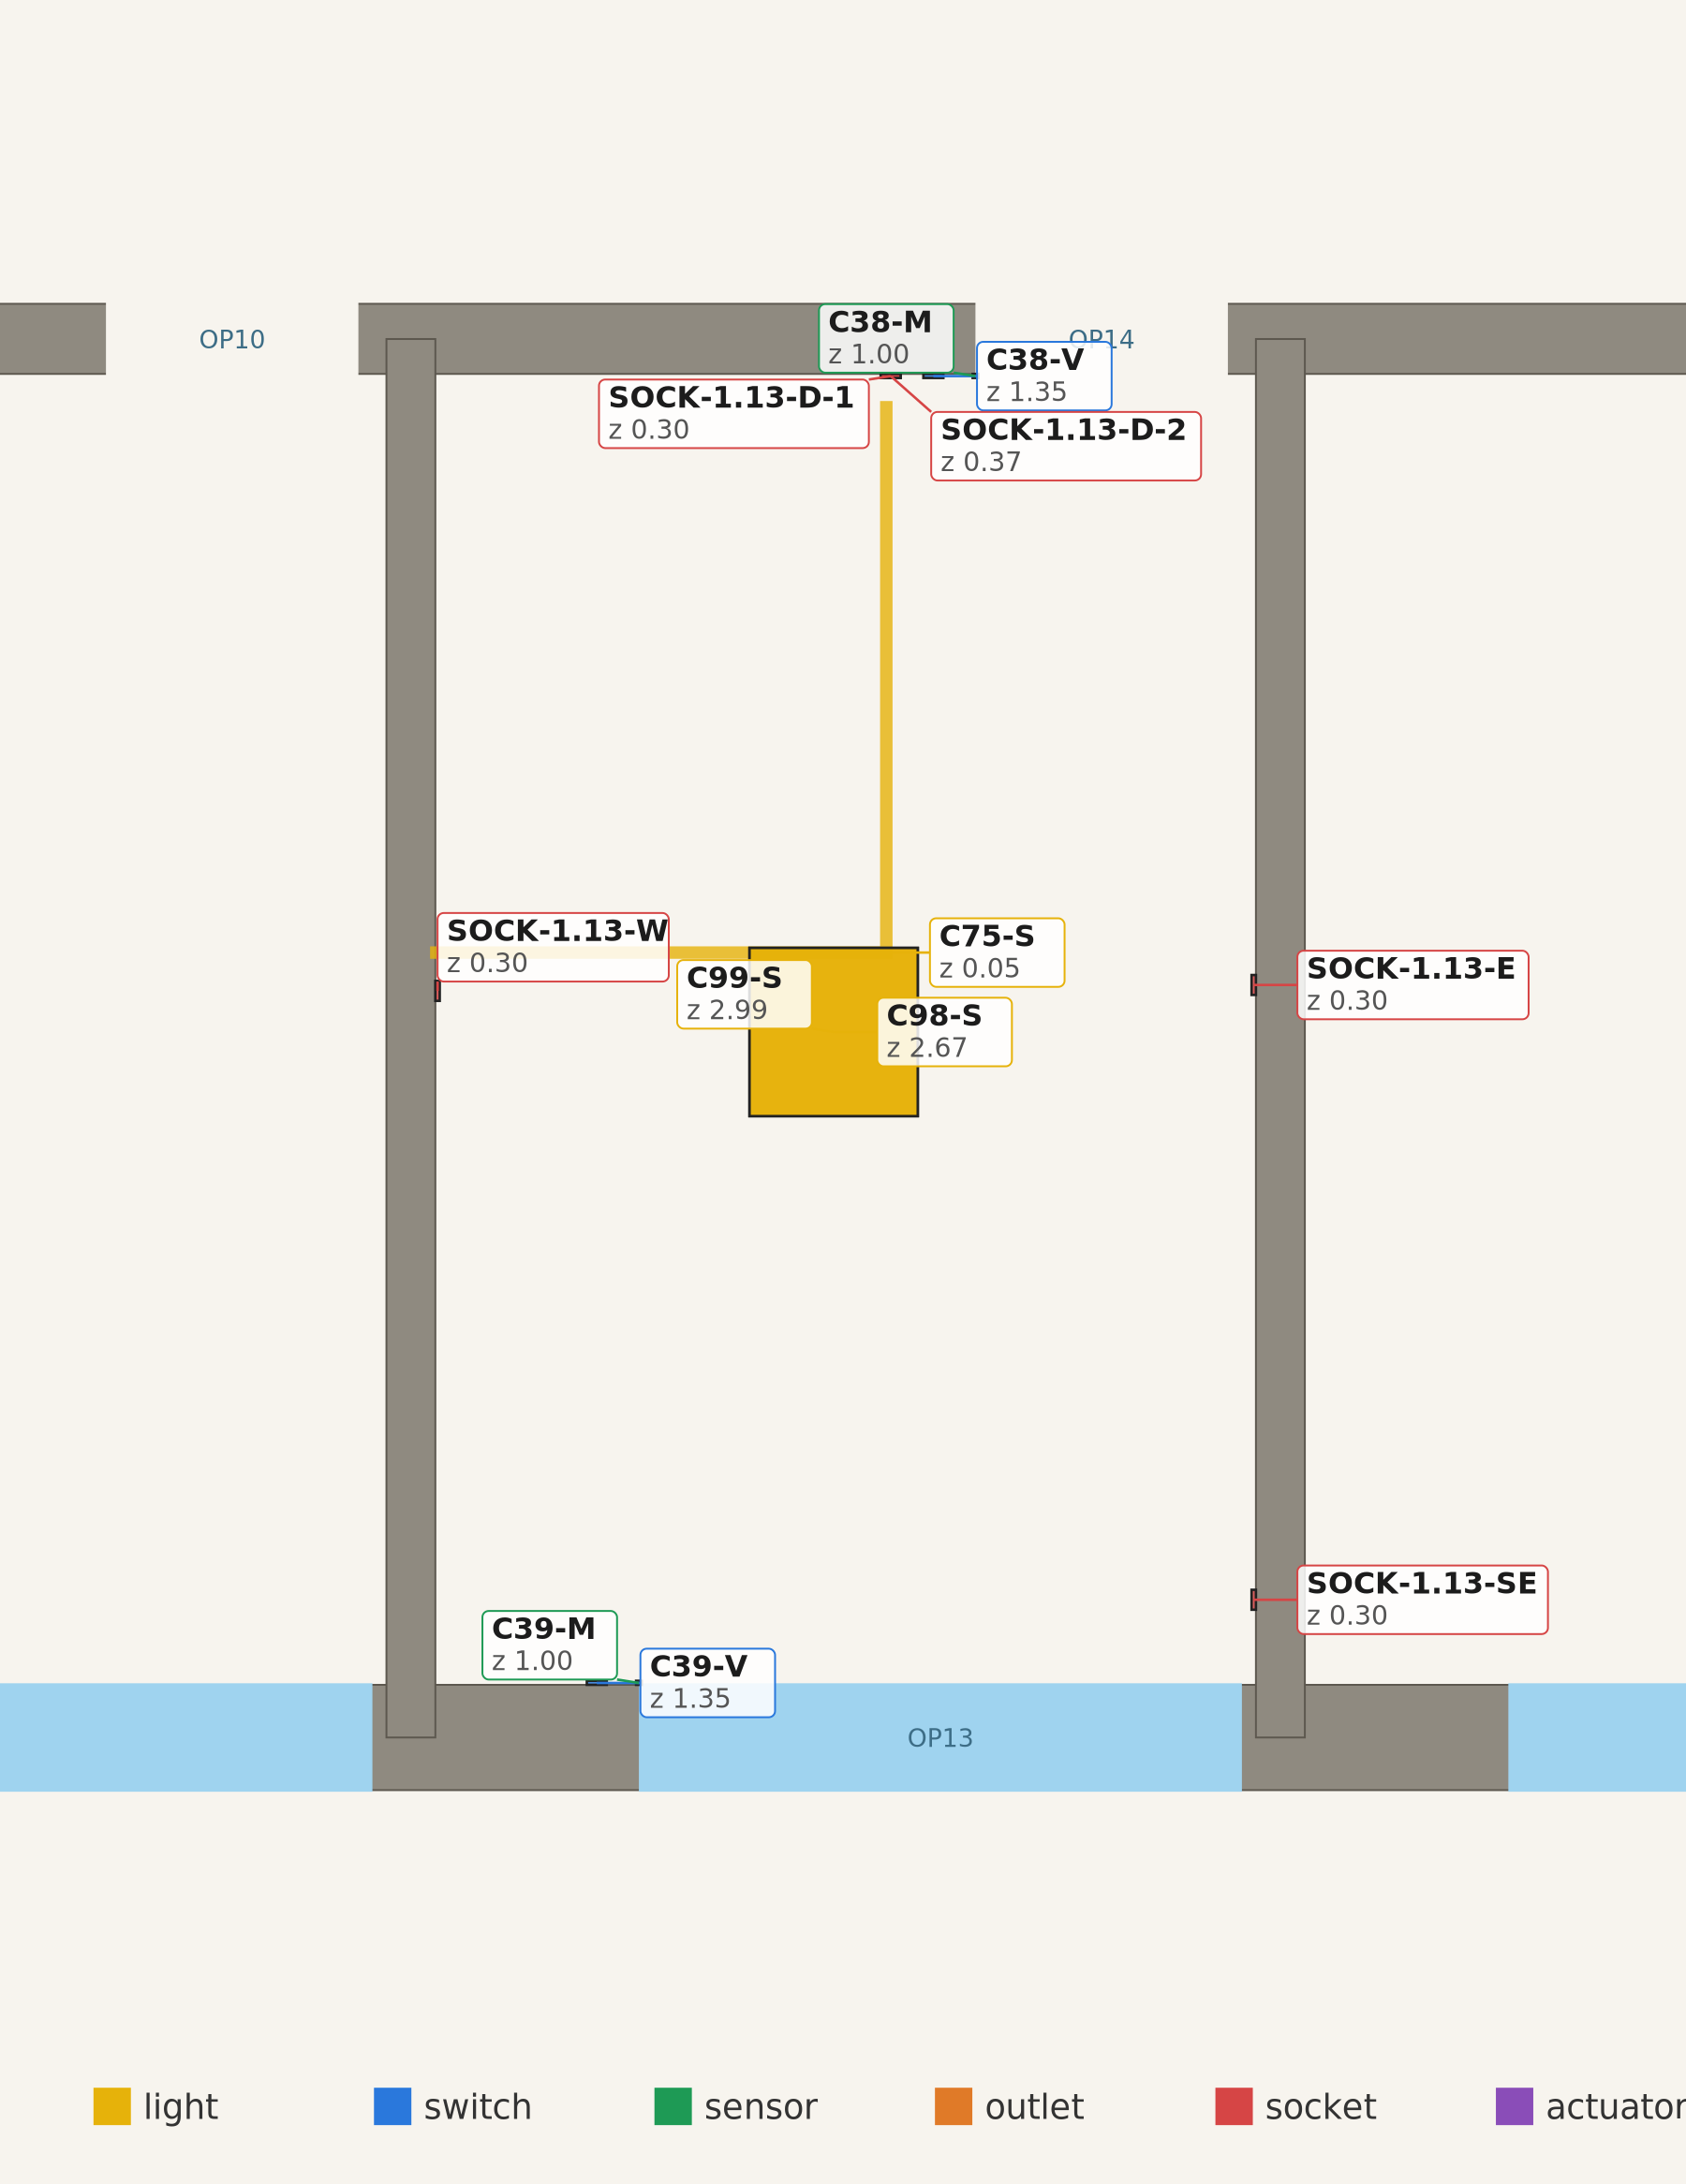 C38-M
z 1.00
OP10
OP14
C38-V
z 1.35
SOCK-1.13-D-1
z 0.30
SOCK-1.13-D-2
z 0.37
SOCK-1.13-W
z 0.30
C75-S
z 0.05
C99-S
z 2.99
SOCK-1.13-E
z 0.30
C98-S
z 2.67
SOCK-1.13-SE
z 0.30
C39-M
z 1.00
C39-V
z 1.35
OP13
light
switch
sensor
outlet
socket
actuator